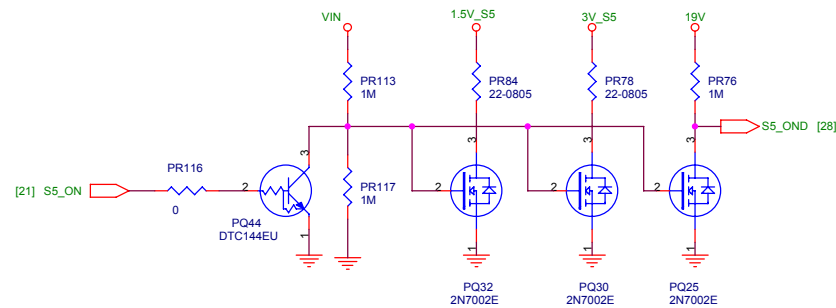 VIN
1.5V_S5
3V_S5
19V
PR113
1M
PR84
22-0805
PR78
22-0805
PR76
1M
S5_OND [28]
3
3
3
3
PR116
[21] S5_ON
2
0
PR117
1M
2
2
2
PQ44
DTC144EU
1
1
1
1
PQ32
2N7002E
PQ30
2N7002E
PQ25
2N7002E